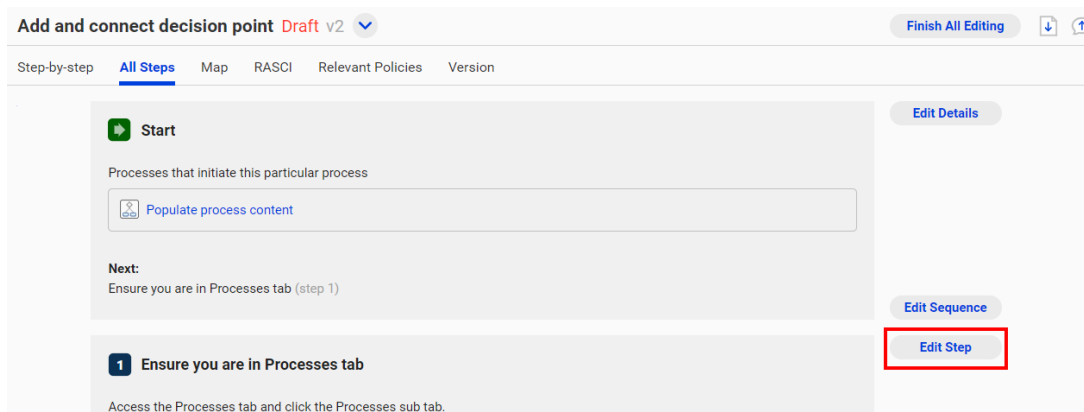 Add and connect decision point Draft v2
Finish All Editing
Step-by-step All Steps Map RASCI Relevant Policies Version
Edit Details
Start
Processes that initiate this particular process
Populate process content
Next:
Ensure you are in Processes tab (step 1)
Edit Sequence
Edit Step
1 Ensure you are in Processes tab
Access the Processes tab and click the Processes sub tab.